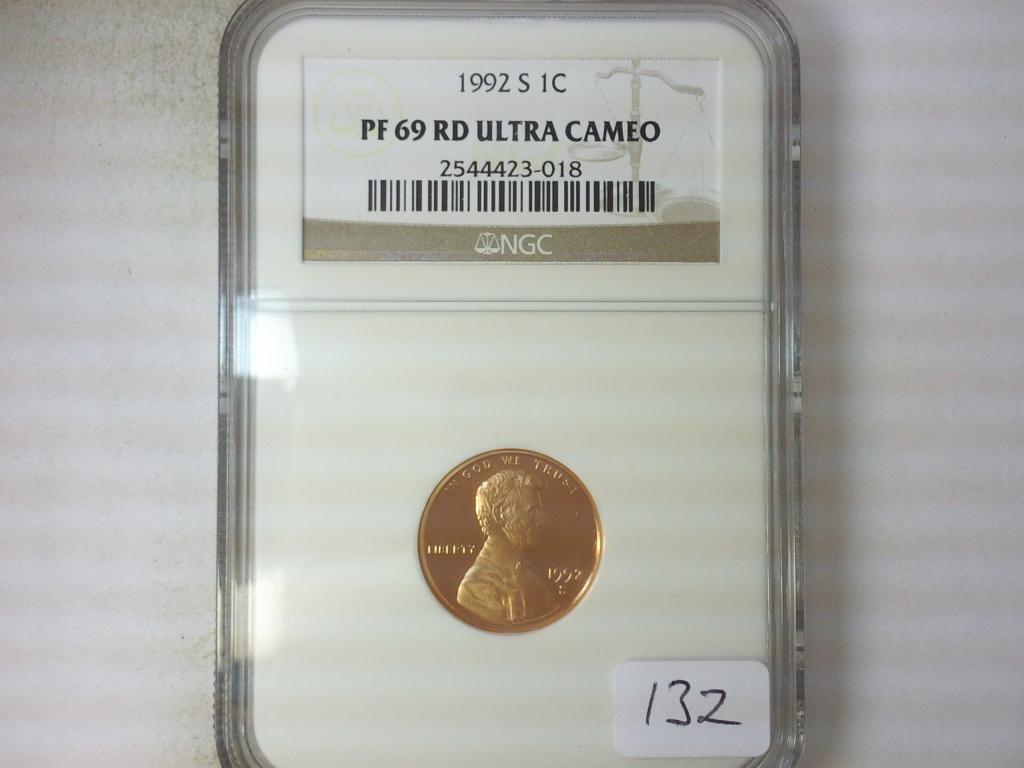 1992 S 1C
PF 69 RD ULTRA CAMEO
2544423-018
NGC
IN GOD WE TRUST
LIBERTY
1992
S
132